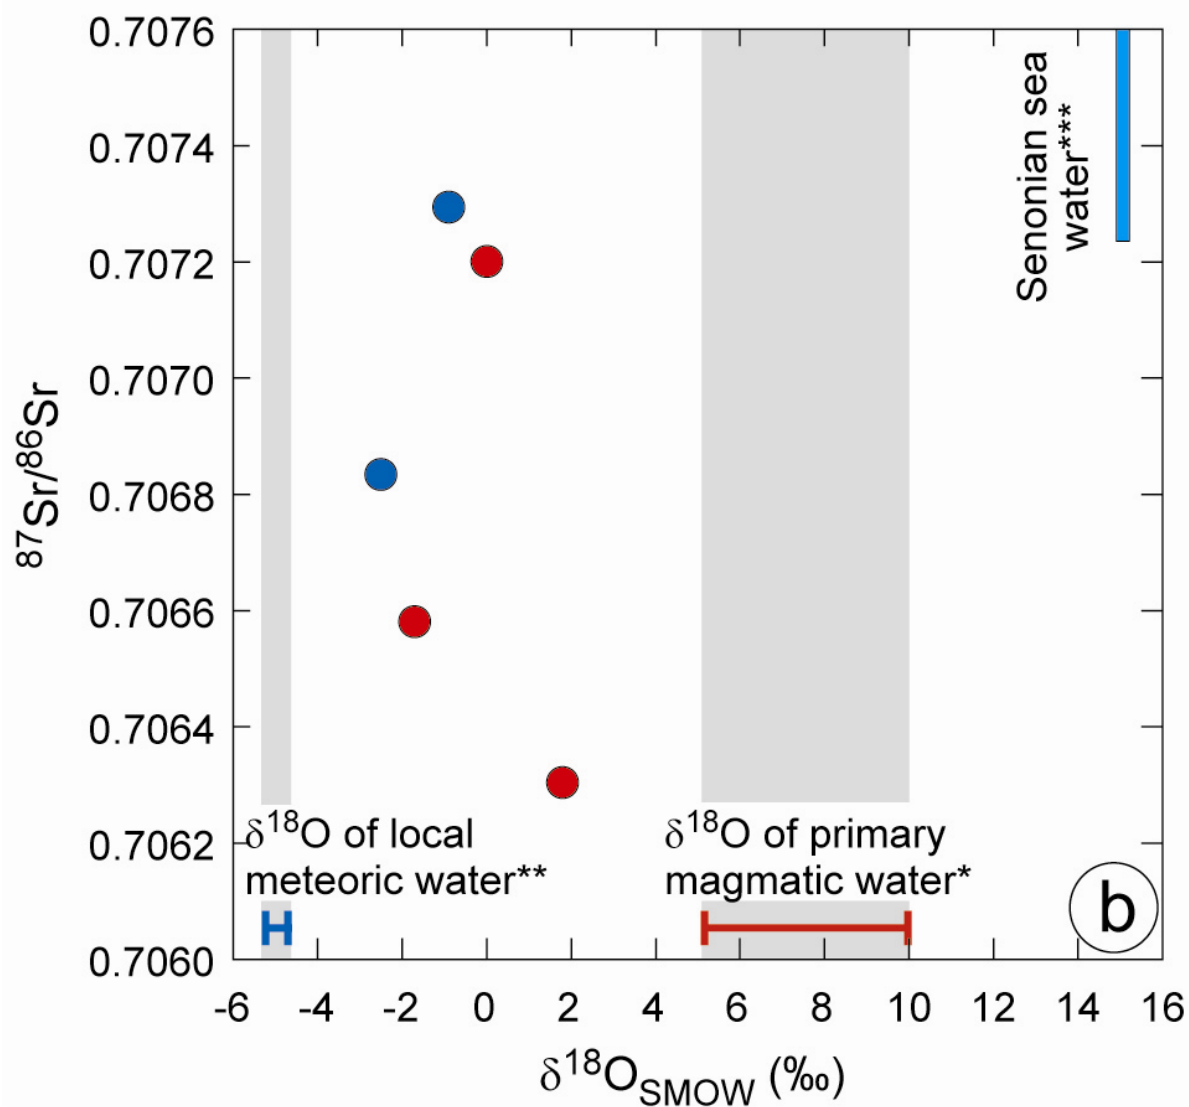 0.7076
0.7074
0.7072
0.7070
0.7068
0.7066
0.7064
0.7062
0.7060
⁸⁷Sr/⁸⁶Sr
Senonian sea
water***
δ¹⁸O of local
meteoric water**
δ¹⁸O of primary
magmatic water*
b
-6 -4 -2 0 2 4 6 8 10 12 14 16
δ¹⁸O_SMOW (‰)